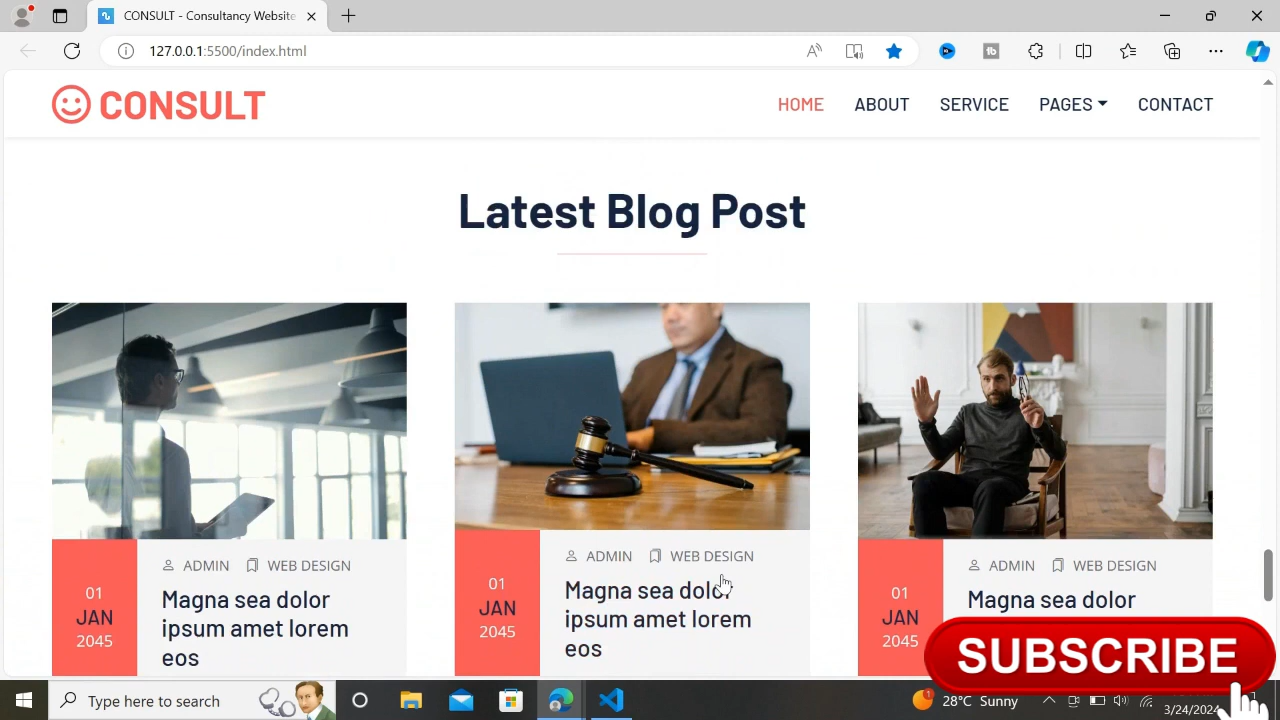 CONSULT - Consultancy Website
127.0.0.1:5500/index.html
CONSULT
HOME ABOUT SERVICE PAGES CONTACT
Latest Blog Post
ADMIN WEB DESIGN
Magna sea dolor
ipsum amet lorem
eos
01
JAN
2045
ADMIN WEB DESIGN
Magna sea dolor
ipsum amet lorem
eos
01
JAN
2045
ADMIN WEB DESIGN
Magna sea dolor
01
JAN
2045
SUBSCRIBE
Type here to search
28°C Sunny
3/24/2024